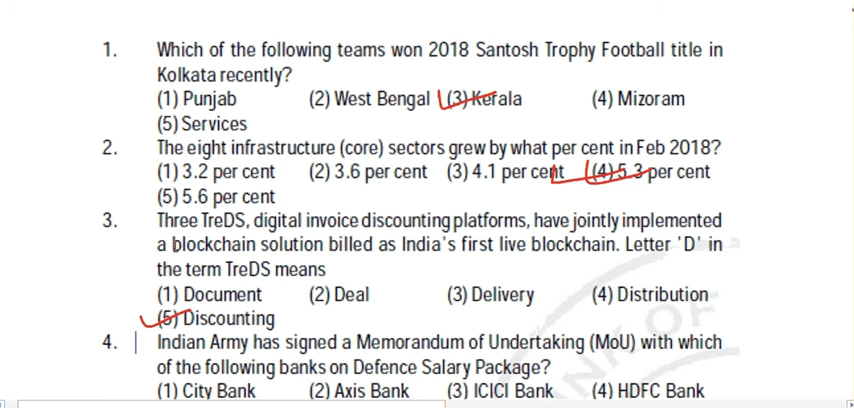 1. Which of the following teams won 2018 Santosh Trophy Football title in
Kolkata recently?
(1) Punjab (2) West Bengal (3) Kerala (4) Mizoram
(5) Services
2. The eight infrastructure (core) sectors grew by what per cent in Feb 2018?
(1) 3.2 per cent (2) 3.6 per cent (3) 4.1 per cent (4) 5.3 per cent
(5) 5.6 per cent
3. Three TreDS, digital invoice discounting platforms, have jointly implemented
a blockchain solution billed as India's first live blockchain. Letter 'D' in
the term TreDS means
(1) Document (2) Deal (3) Delivery (4) Distribution
(5) Discounting
4. Indian Army has signed a Memorandum of Undertaking (MoU) with which
of the following banks on Defence Salary Package?
(1) City Bank (2) Axis Bank (3) ICICI Bank (4) HDFC Bank
NK OF